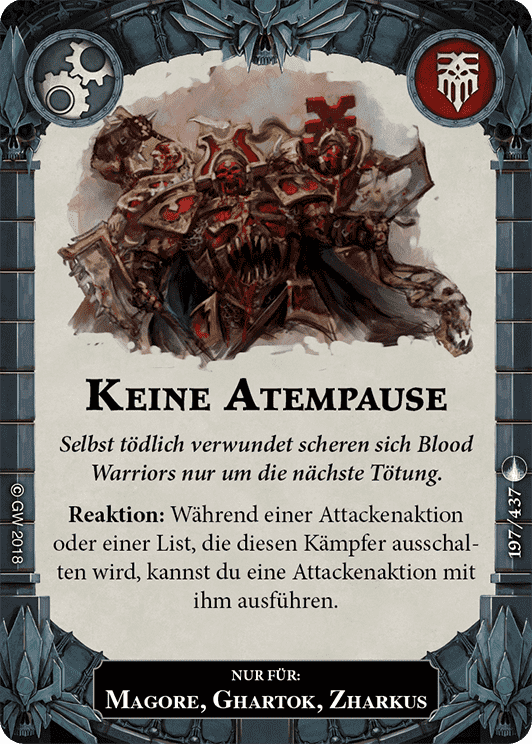 KEINE ATEMPAUSE
Selbst tödlich verwundet scheren sich Blood
Warriors nur um die nächste Tötung.
Reaktion: Während einer Attackenaktion
oder einer List, die diesen Kämpfer ausschal-
ten wird, kannst du eine Attackenaktion mit
ihm ausführen.
© GW 2018
197/437
NUR FÜR:
MAGORE, GHARTOK, ZHARKUS